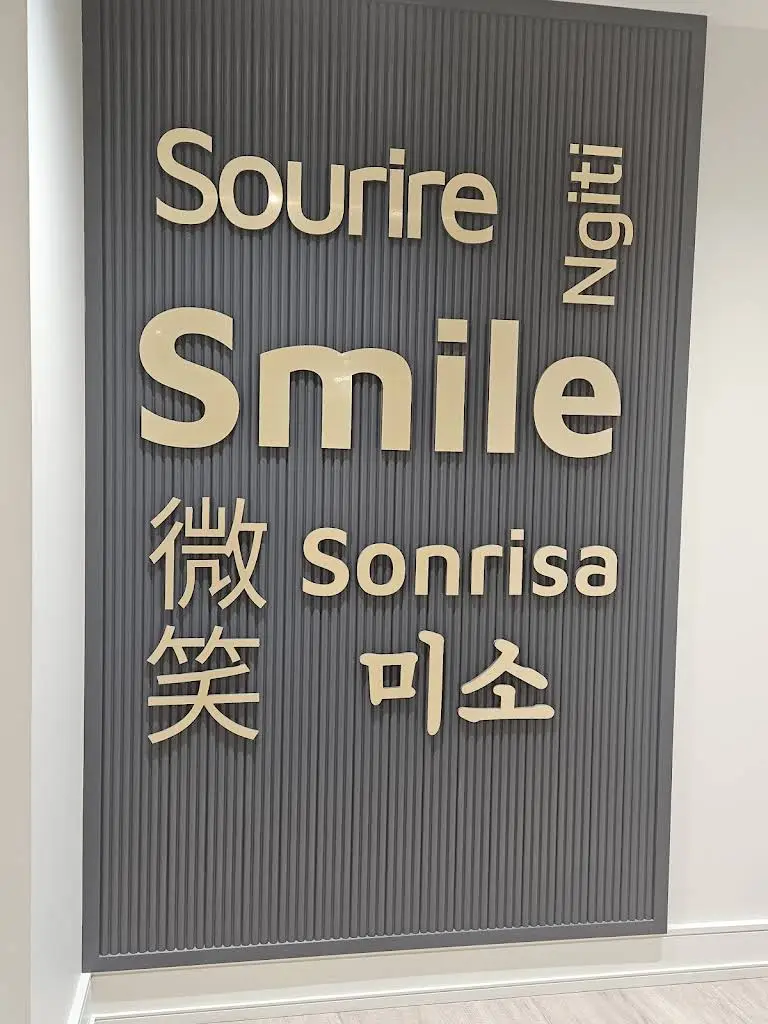 Sourire
Ngiti
Smile
微笑
Sonrisa
미소